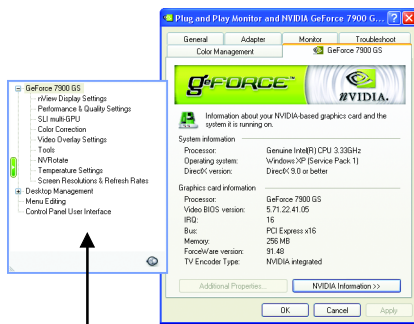 Plug and Play Monitor and NVIDIA GeForce 7900 G...
General Adapter Monitor Troubleshoot
Color Management GeForce 7900 GS
GeForce
NVIDIA.
Information about your NVIDIA-based graphics card and the
system it is running on.
System information
Processor: Genuine Intel(R) CPU 3.33GHz
Operating system: Windows XP (Service Pack 1)
DirectX version: DirectX 9.0 or better
Graphics card information
Processor: GeForce 7900 GS
Video BIOS version: 5.71.22.41.05
IRQ: 16
Bus: PCI Express x16
Memory: 256 MB
ForceWare version: 91.48
TV Encoder Type: NVIDIA integrated
Additional Properties...
NVIDIA Information >>
OK Cancel Apply
GeForce 7900 GS
nView Display Settings
Performance & Quality Settings
SLI multi-GPU
Color Correction
Video Overlay Settings
Tools
NVRotate
Temperature Settings
Screen Resolutions & Refresh Rates
Desktop Management
Menu Editing
Control Panel User Interface